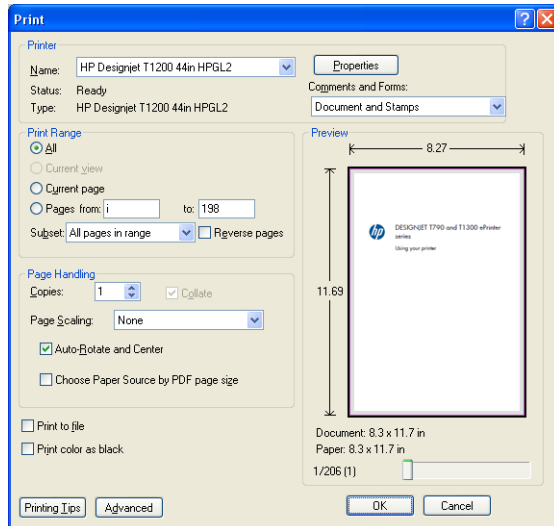 Print
Printer
Name: HP Designjet T1200 44in HPGL2 Properties
Status: Ready Comments and Forms:
Type: HP Designjet T1200 44in HPGL2 Document and Stamps
Print Range
All
Current view
Current page
Pages from: i to: 198
Subset: All pages in range Reverse pages
Page Handling
Copies: 1 Collate
Page Scaling: None
Auto-Rotate and Center
Choose Paper Source by PDF page size
Print to file
Print color as black
Preview
8.27
11.69
hp
DESIGNJET T790 and T1300 ePrinter
series
Using your printer
Document: 8.3 x 11.7 in
Paper: 8.3 x 11.7 in
1/206 (1)
Printing Tips Advanced OK Cancel